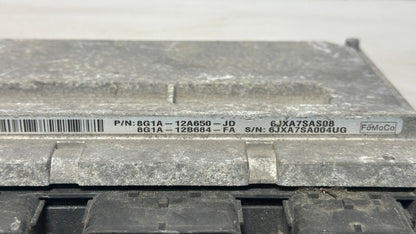 P/N: 8G1A-12A650-JD 6JXA7SAS08
8G1A-12B684-FA S/N: 6JXA7SA004UG
FoMoCo